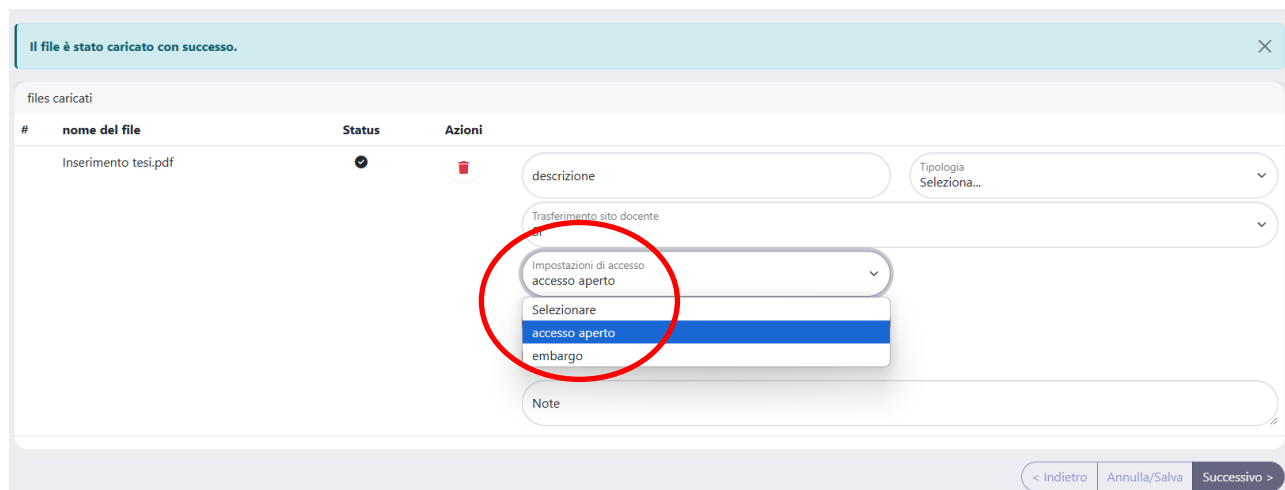 Il file è stato caricato con successo.
files caricati
# nome del file Status Azioni
Inserimento tesi.pdf
descrizione
Tipologia
Seleziona...
Trasferimento sito docente
Impostazioni di accesso
accesso aperto
Selezionare
accesso aperto
embargo
Note
< Indietro Annulla/Salva Successivo >